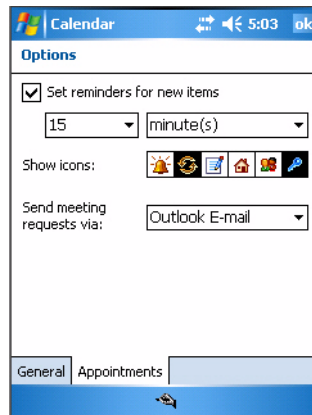 Calendar 5:03 ok
Options
Set reminders for new items
15 minute(s)
Show icons:
Send meeting
requests via:
Outlook E-mail
General Appointments